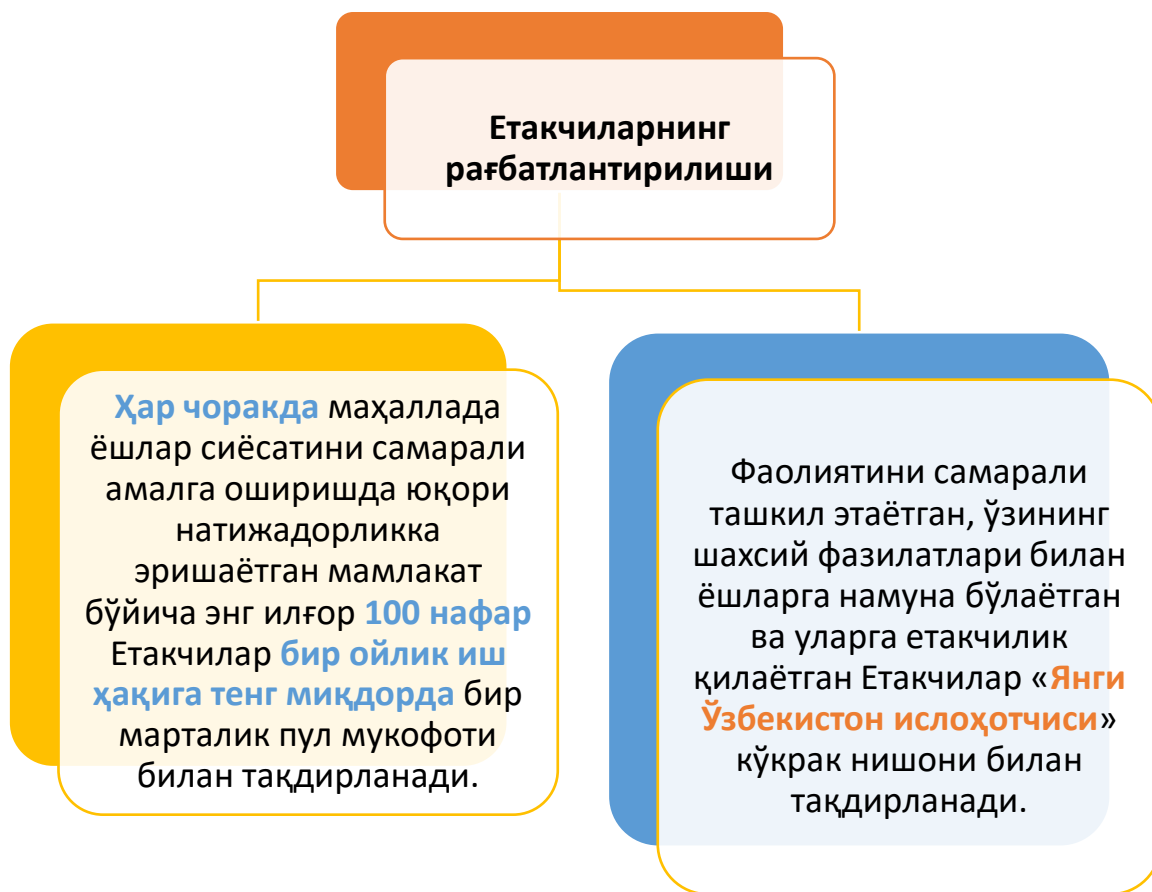 Етакчиларнинг
рағбатлантирилиши
Ҳар чоракда маҳаллада
ёшлар сиёсатини самарали
амалга оширишда юқори
натижадорликка
эришаётган мамлакат
бўйича энг илғор 100 нафар
Етакчилар бир ойлик иш
ҳақига тенг миқдорда бир
марталик пул мукофоти
билан тақдирланади.
Фаолиятини самарали
ташкил этаётган, ўзининг
шахсий фазилатлари билан
ёшларга намуна бўлаётган
ва уларга етакчилик
қилаётган Етакчилар «Янги
Ўзбекистон ислоҳотчиси»
кўкрак нишони билан
тақдирланади.